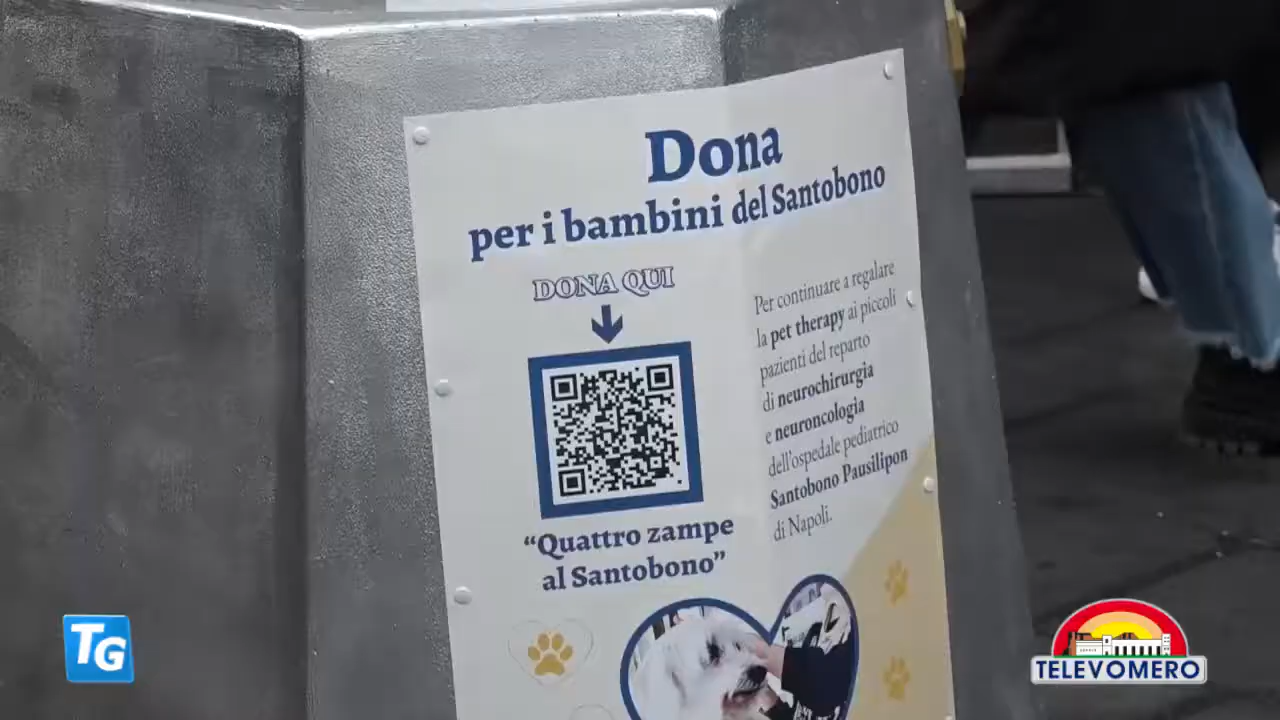 Dona
per i bambini del Santobono
DONA QUI
Per continuare a regalare
la pet therapy ai piccoli
pazienti del reparto
di neurochirurgia
e neuroncologia
dell'ospedale pediatrico
Santobono Pausilipon
di Napoli.
“Quattro zampe
al Santobono”
TG
TELEVOMERO